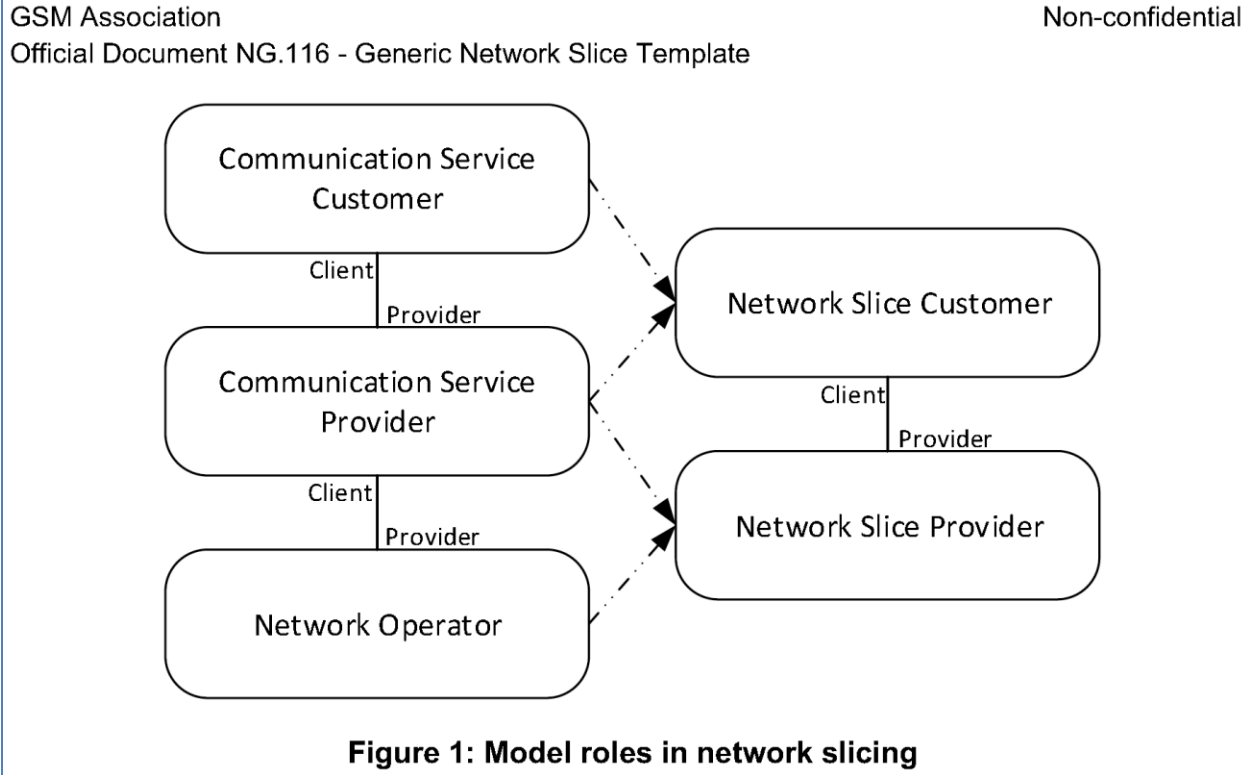 GSM Association
Non-confidential
Official Document NG.116 - Generic Network Slice Template
Communication Service
Customer
Client
Provider
Communication Service
Provider
Client
Provider
Network Operator
Network Slice Customer
Client
Provider
Network Slice Provider
Figure 1: Model roles in network slicing